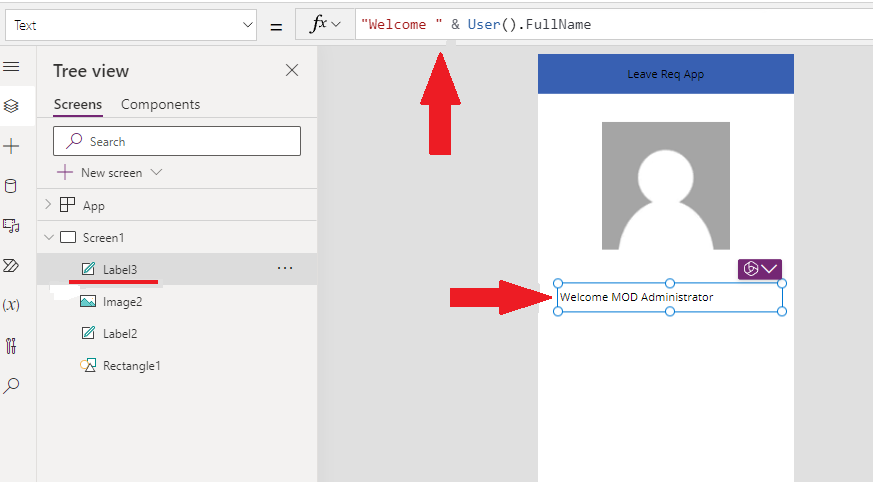 Text = fx "Welcome " & User().FullName
Tree view
Screens Components
Search
New screen
App
Screen1
Label3
Image2
Label2
Rectangle1
(x)
Leave Req App
Welcome MOD Administrator